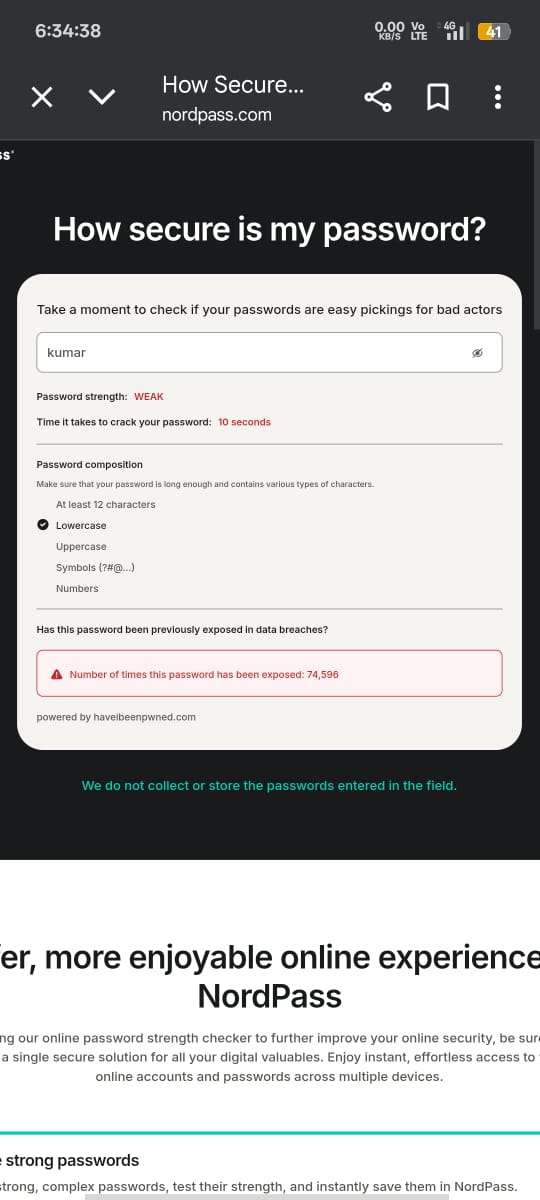 6:34:38
0.00 KB/S Vo LTE 4G 41
How Secure...
nordpass.com
ss
How secure is my password?
Take a moment to check if your passwords are easy pickings for bad actors
kumar
Password strength: WEAK
Time it takes to crack your password: 10 seconds
Password composition
Make sure that your password is long enough and contains various types of characters.
At least 12 characters
Lowercase
Uppercase
Symbols (?#@...)
Numbers
Has this password been previously exposed in data breaches?
Number of times this password has been exposed: 74,596
powered by haveibeenpwned.com
We do not collect or store the passwords entered in the field.
fer, more enjoyable online experience
NordPass
ng our online password strength checker to further improve your online security, be sur
a single secure solution for all your digital valuables. Enjoy instant, effortless access to
online accounts and passwords across multiple devices.
e strong passwords
strong, complex passwords, test their strength, and instantly save them in NordPass.